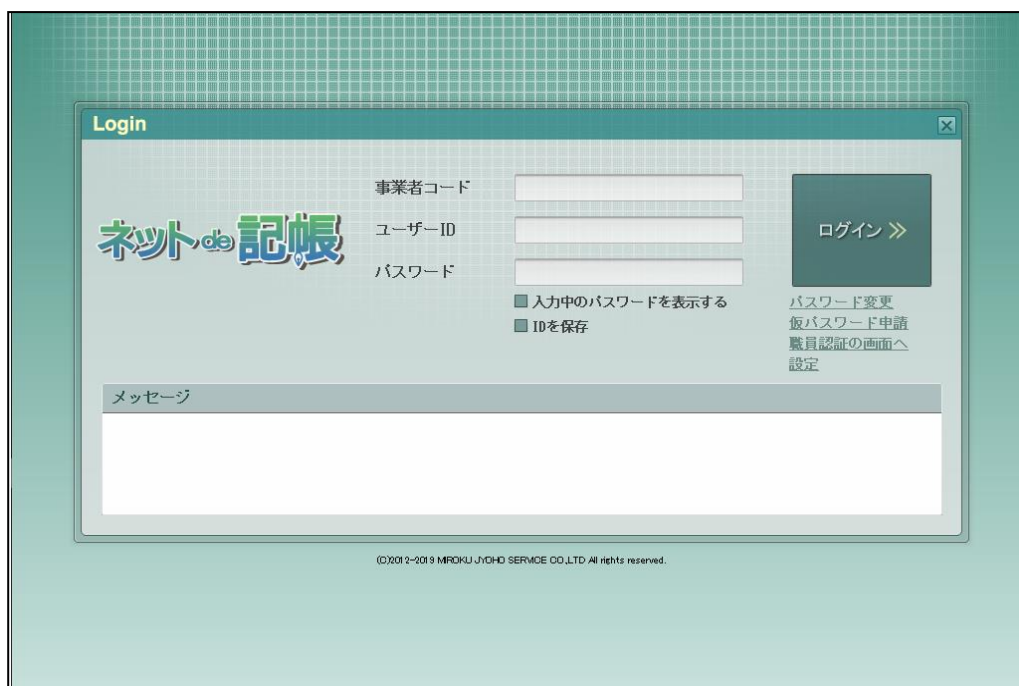 Login
事業者コード
ネットde記帳
ユーザーID
ログイン
パスワード
入力中のパスワードを表示する
IDを保存
パスワード変更
仮パスワード申請
職員認証の画面へ
設定
メッセージ
(C)2012-2019 MIROKU JYOHO SERVICE CO.,LTD All rights reserved.